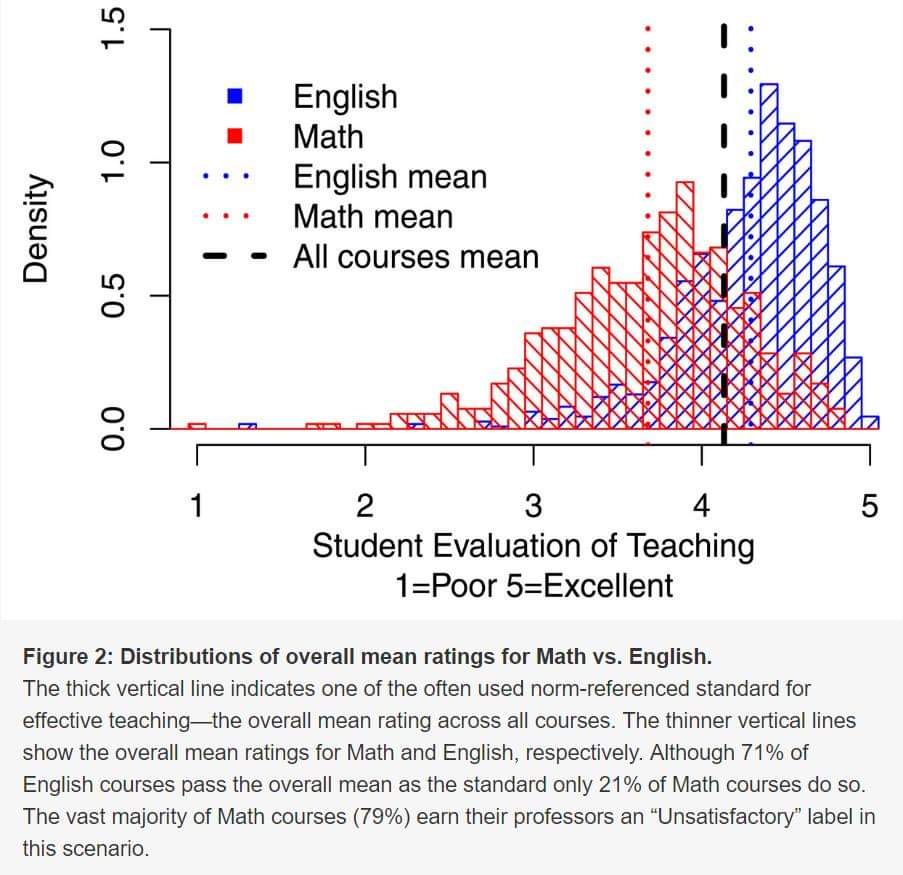 1.5
1.0
0.5
0.0
Density
English
Math
English mean
Math mean
All courses mean
1 2 3 4 5
Student Evaluation of Teaching
1=Poor 5=Excellent
Figure 2: Distributions of overall mean ratings for Math vs. English.
The thick vertical line indicates one of the often used norm-referenced standard for
effective teaching—the overall mean rating across all courses. The thinner vertical lines
show the overall mean ratings for Math and English, respectively. Although 71% of
English courses pass the overall mean as the standard only 21% of Math courses do so.
The vast majority of Math courses (79%) earn their professors an “Unsatisfactory” label in
this scenario.